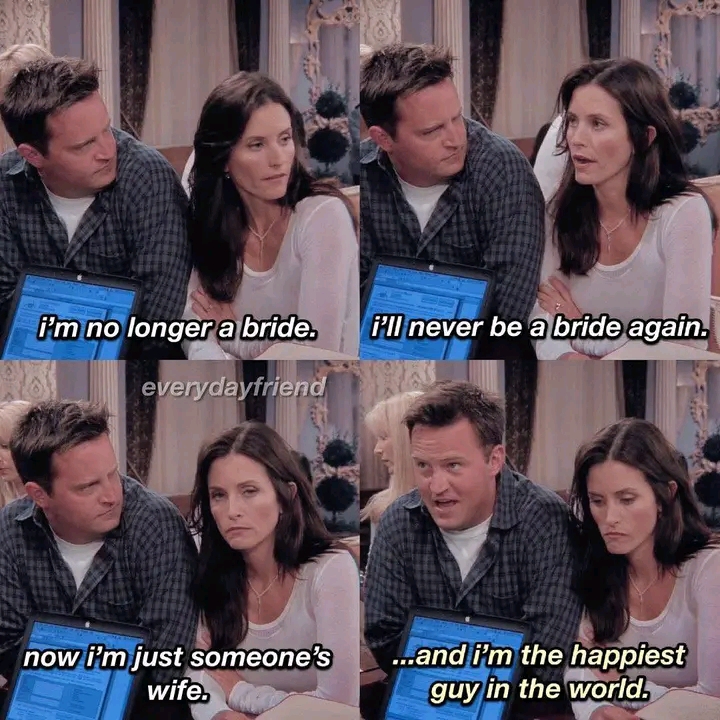 i'm no longer a bride.
i'll never be a bride again.
everydayfriend
now i'm just someone's
wife.
...and i'm the happiest
guy in the world.